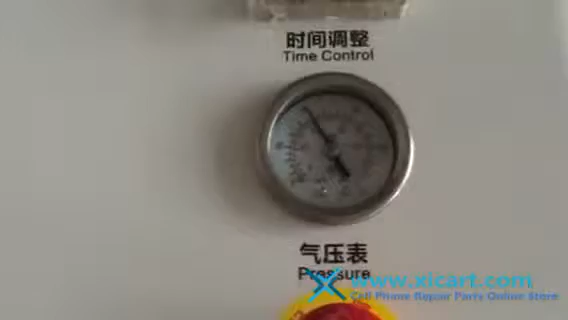 时间调整
Time Control
气压表
Pressure
www.xicart.com
Cell Phone Repair Parts Online Store